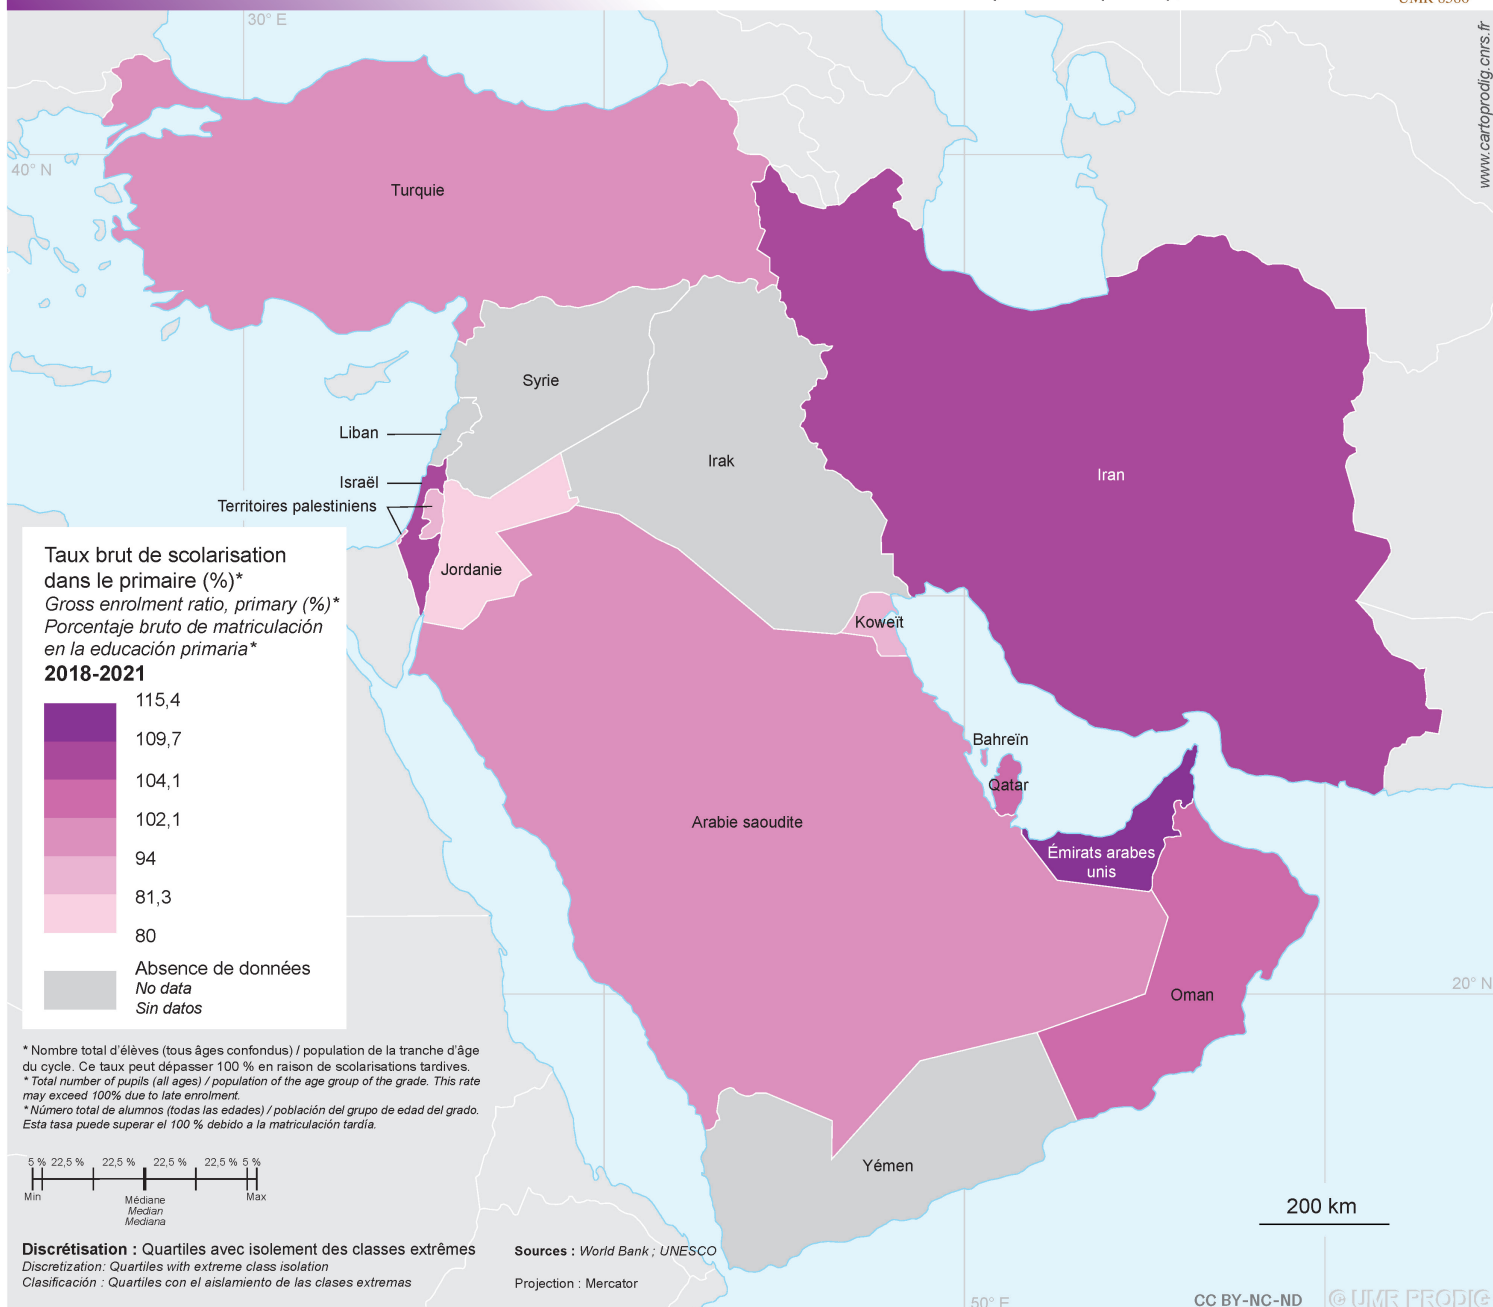 30° E
www.cartoprodig.cnrs.fr
40° N
Turquie
Syrie
Liban
Irak
Iran
Israël
Territoires palestiniens
Jordanie
Koweït
Bahreïn
Qatar
Arabie saoudite
Émirats arabes
unis
Oman
20° N
Yémen
50° E
Taux brut de scolarisation
dans le primaire (%)*
Gross enrolment ratio, primary (%)*
Porcentaje bruto de matriculación
en la educación primaria*
2018-2021
115,4
109,7
104,1
102,1
94
81,3
80
Absence de données
No data
Sin datos
* Nombre total d'élèves (tous âges confondus) / population de la tranche d'âge
du cycle. Ce taux peut dépasser 100 % en raison de scolarisations tardives.
* Total number of pupils (all ages) / population of the age group of the grade. This rate
may exceed 100% due to late enrolment.
* Número total de alumnos (todas las edades) / población del grupo de edad del grado.
Esta tasa puede superar el 100 % debido a la matriculación tardía.
5 % 22,5 % 22,5 % 22,5 % 22,5 % 5 %
Min Max
Médiane
Median
Mediana
200 km
Discrétisation : Quartiles avec isolement des classes extrêmes
Discretization: Quartiles with extreme class isolation
Clasificación : Quartiles con el aislamiento de las clases extremas
Sources : World Bank ; UNESCO
Projection : Mercator
CC BY-NC-ND © UMR PRODIG